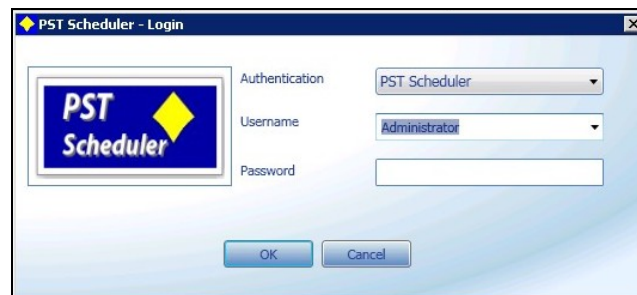 PST Scheduler - Login
PST
Scheduler
Authentication
PST Scheduler
Username
Administrator
Password
OK
Cancel